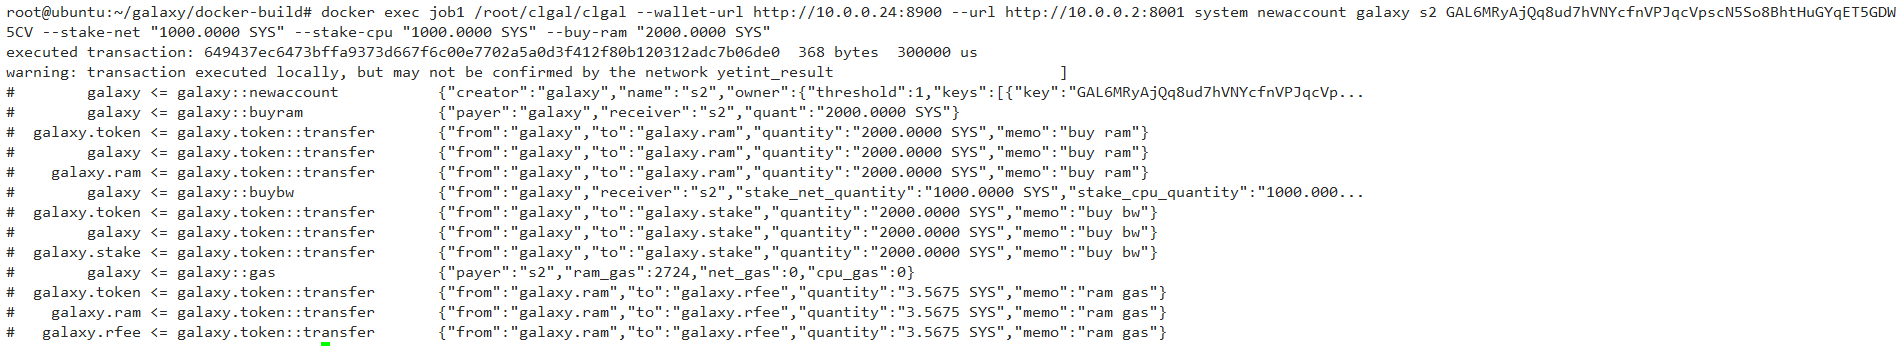 root@ubuntu:~/galaxy/docker-build# docker exec job1 /root/clgal/clgal --wallet-url http://10.0.0.24:8900 --url http://10.0.0.2:8001 system newaccount galaxy s2 GAL6MRyAjQq8ud7hVNYcfnVPJqcVpscN5So8BhtHuGYqET5GDW
5CV --stake-net "1000.0000 SYS" --stake-cpu "1000.0000 SYS" --buy-ram "2000.0000 SYS"
executed transaction: 649437ec6473bffa9373d667f6c00e7702a5a0d3f412f80b120312adc7b06de0  368 bytes  300000 us
warning: transaction executed locally, but may not be confirmed by the network yetint_result                          ]
#        galaxy <= galaxy::newaccount           {"creator":"galaxy","name":"s2","owner":{"threshold":1,"keys":[{"key":"GAL6MRyAjQq8ud7hVNYcfnVPJqcVp...
#        galaxy <= galaxy::buyram               {"payer":"galaxy","receiver":"s2","quant":"2000.0000 SYS"}
#  galaxy.token <= galaxy.token::transfer       {"from":"galaxy","to":"galaxy.ram","quantity":"2000.0000 SYS","memo":"buy ram"}
#        galaxy <= galaxy.token::transfer       {"from":"galaxy","to":"galaxy.ram","quantity":"2000.0000 SYS","memo":"buy ram"}
#    galaxy.ram <= galaxy.token::transfer       {"from":"galaxy","to":"galaxy.ram","quantity":"2000.0000 SYS","memo":"buy ram"}
#        galaxy <= galaxy::buybw                {"from":"galaxy","receiver":"s2","stake_net_quantity":"1000.0000 SYS","stake_cpu_quantity":"1000.000...
#  galaxy.token <= galaxy.token::transfer       {"from":"galaxy","to":"galaxy.stake","quantity":"2000.0000 SYS","memo":"buy bw"}
#        galaxy <= galaxy.token::transfer       {"from":"galaxy","to":"galaxy.stake","quantity":"2000.0000 SYS","memo":"buy bw"}
#  galaxy.stake <= galaxy.token::transfer       {"from":"galaxy","to":"galaxy.stake","quantity":"2000.0000 SYS","memo":"buy bw"}
#        galaxy <= galaxy::gas                  {"payer":"s2","ram_gas":2724,"net_gas":0,"cpu_gas":0}
#  galaxy.token <= galaxy.token::transfer       {"from":"galaxy.ram","to":"galaxy.rfee","quantity":"3.5675 SYS","memo":"ram gas"}
#    galaxy.ram <= galaxy.token::transfer       {"from":"galaxy.ram","to":"galaxy.rfee","quantity":"3.5675 SYS","memo":"ram gas"}
#   galaxy.rfee <= galaxy.token::transfer       {"from":"galaxy.ram","to":"galaxy.rfee","quantity":"3.5675 SYS","memo":"ram gas"}